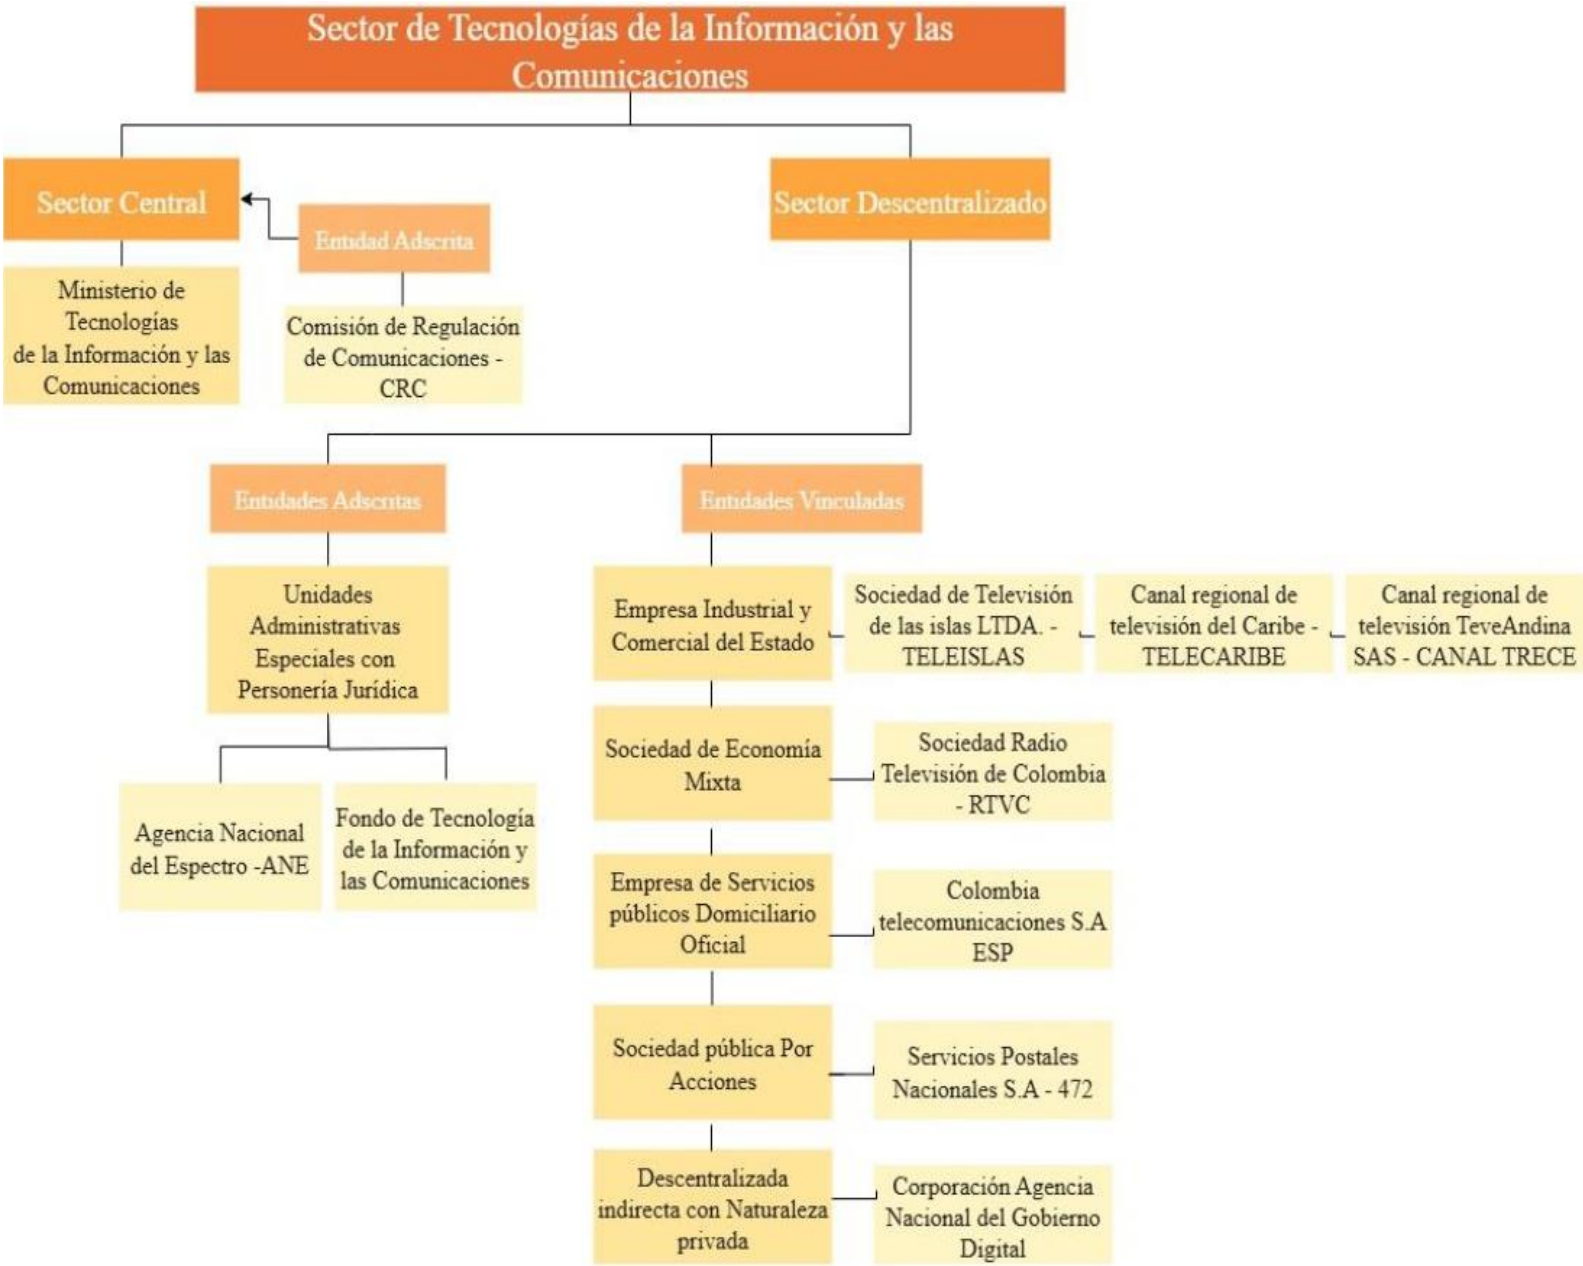 Sector de Tecnologías de la Información y las
Comunicaciones
Sector Central
Sector Descentralizado
Entidad Adscrita
Ministerio de
Tecnologías
de la Información y las
Comunicaciones
Comisión de Regulación
de Comunicaciones -
CRC
Entidades Adscritas
Entidades Vinculadas
Unidades
Administrativas
Especiales con
Personería Jurídica
Agencia Nacional
del Espectro -ANE
Fondo de Tecnología
de la Información y
las Comunicaciones
Empresa Industrial y
Comercial del Estado
Sociedad de Televisión
de las islas LTDA. -
TELEISLAS
Canal regional de
televisión del Caribe -
TELECARIBE
Canal regional de
televisión TeveAndina
SAS - CANAL TRECE
Sociedad de Economía
Mixta
Sociedad Radio
Televisión de Colombia
- RTVC
Empresa de Servicios
públicos Domiciliario
Oficial
Colombia
telecomunicaciones S.A
ESP
Sociedad pública Por
Acciones
Servicios Postales
Nacionales S.A - 472
Descentralizada
indirecta con Naturaleza
privada
Corporación Agencia
Nacional del Gobierno
Digital